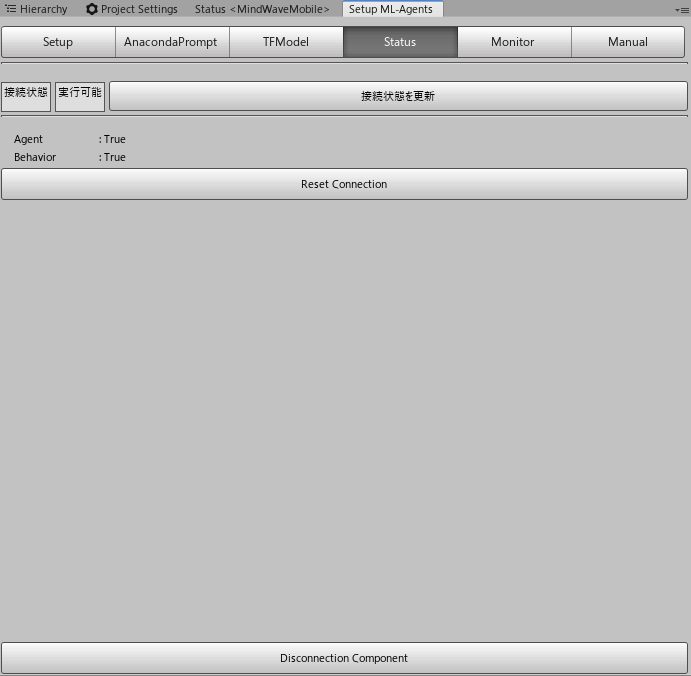 Hierarchy Project Settings Status <MindWaveMobile> Setup ML-Agents
Setup AnacondaPrompt TFModel Status Monitor Manual
接続状態 実行可能 接続状態を更新
Agent : True
Behavior : True
Reset Connection
Disconnection Component